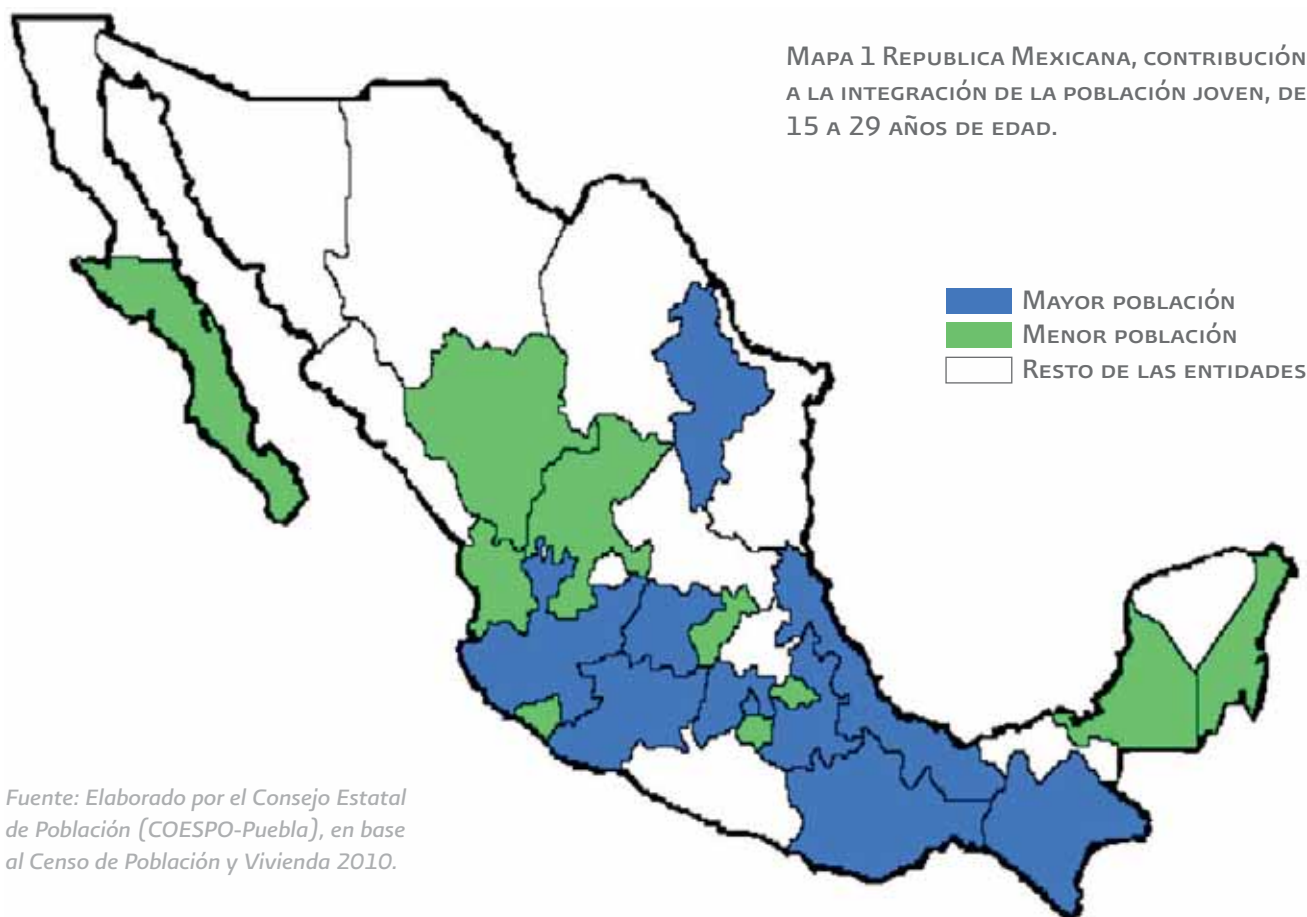 Mapa 1 Republica Mexicana, contribución
a la integración de la población joven, de
15 a 29 años de edad.
Mayor población
Menor población
Resto de las entidades
Fuente: Elaborado por el Consejo Estatal
de Población (COESPO-Puebla), en base
al Censo de Población y Vivienda 2010.